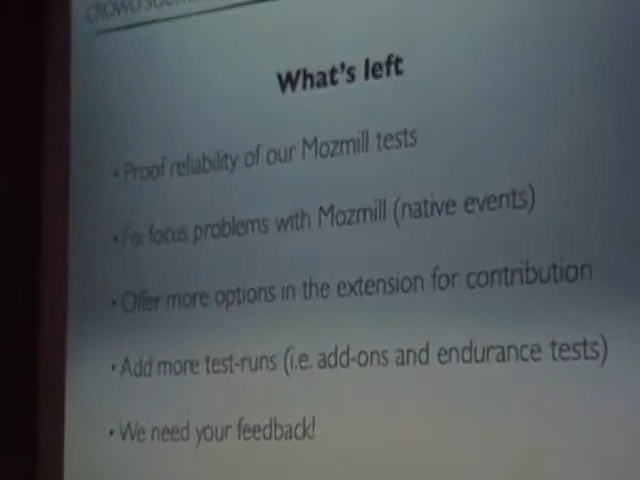 CROWD
What's left
• Proof reliability of our Mozmill tests
• Fix focus problems with Mozmill (native events)
• Offer more options in the extension for contribution
• Add more test-runs (i.e. add-ons and endurance tests)
• We need your feedback!